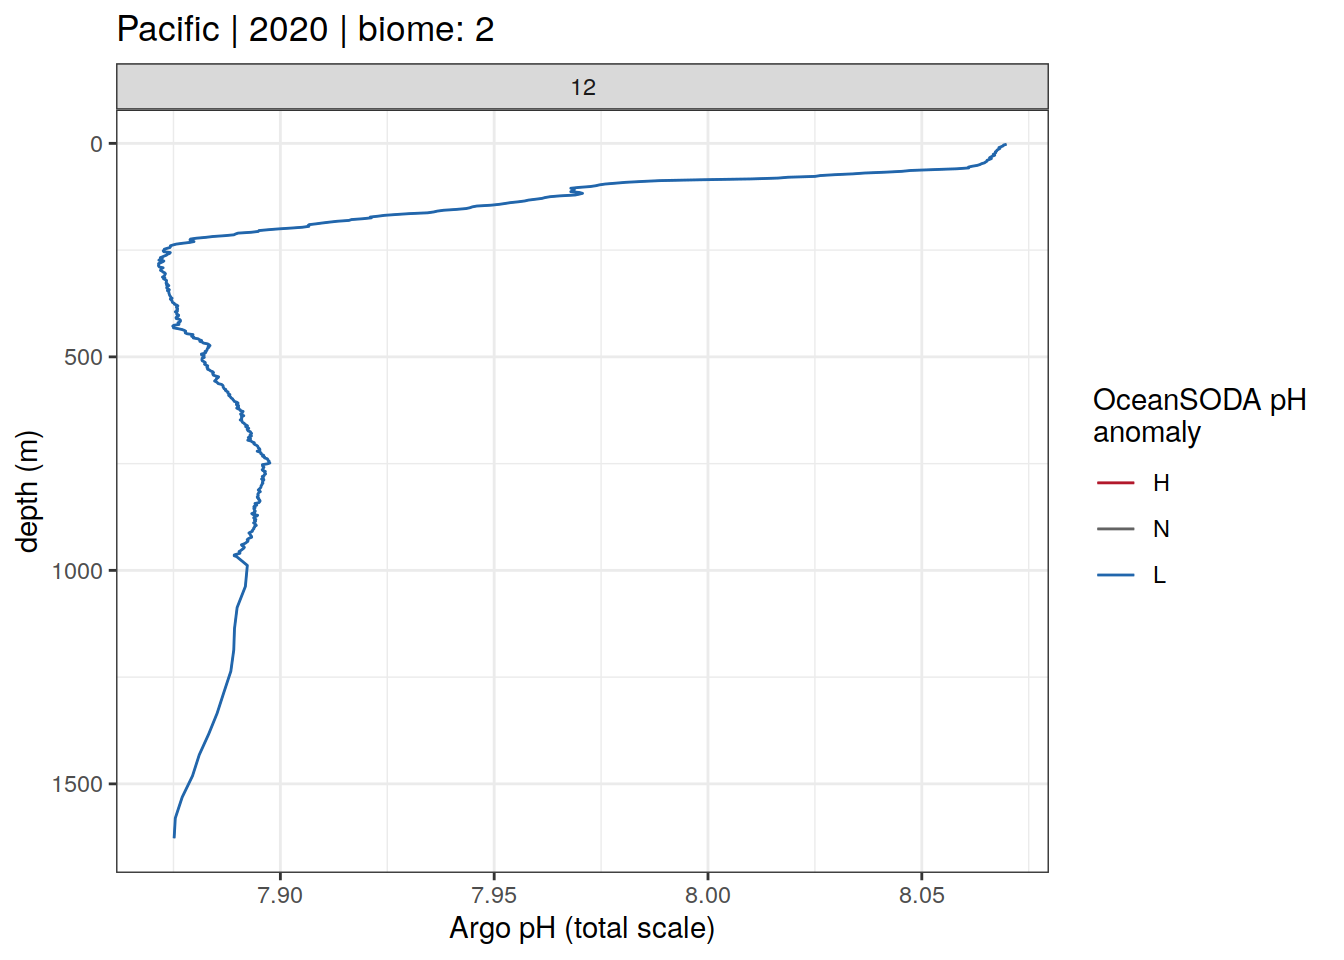 Pacific | 2020 | biome: 2
12
0
500
1000
1500
depth (m)
7.90
7.95
8.00
8.05
Argo pH (total scale)
OceanSODA pH
anomaly
H
N
L